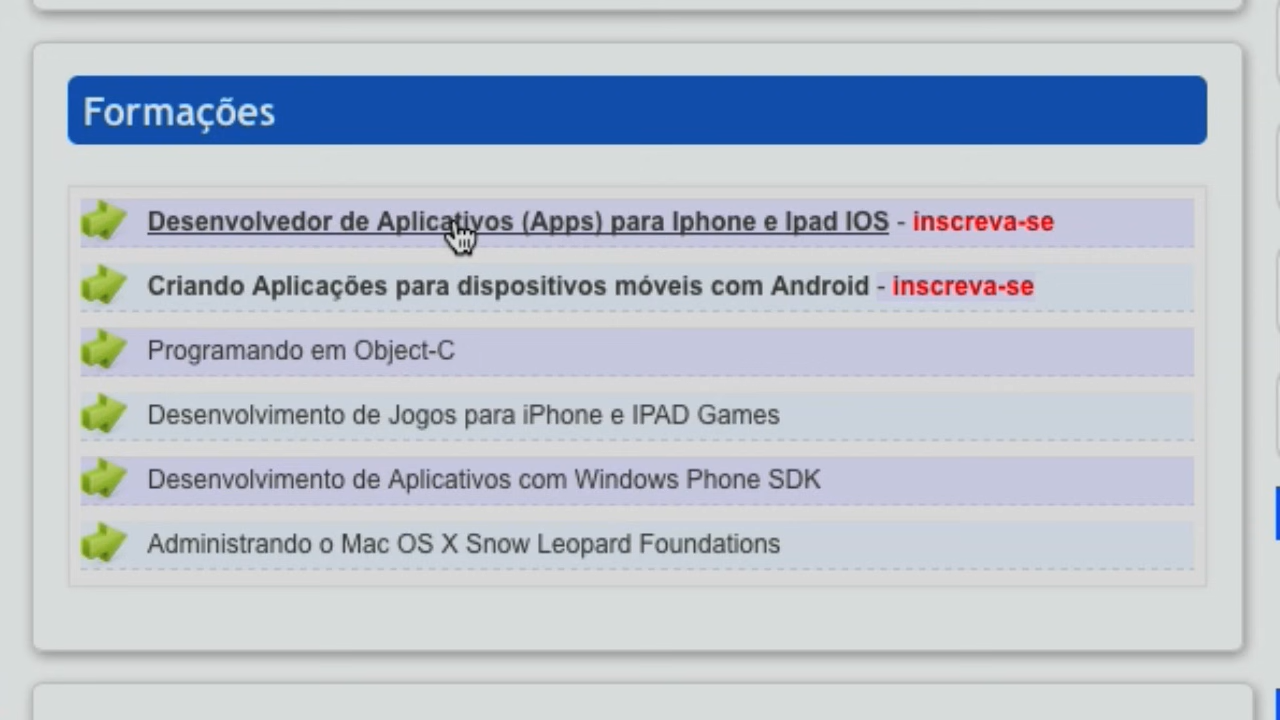 Formações
Desenvolvedor de Aplicativos (Apps) para Iphone e Ipad IOS - inscreva-se
Criando Aplicações para dispositivos móveis com Android - inscreva-se
Programando em Object-C
Desenvolvimento de Jogos para iPhone e IPAD Games
Desenvolvimento de Aplicativos com Windows Phone SDK
Administrando o Mac OS X Snow Leopard Foundations